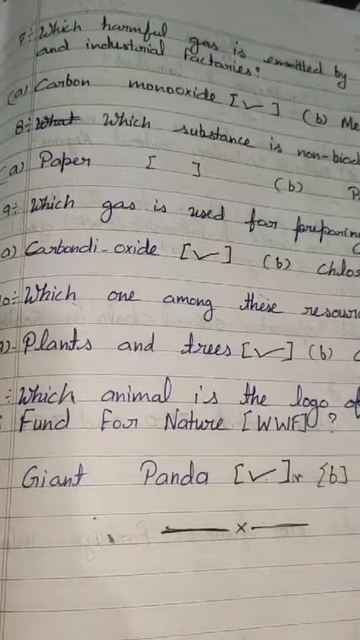 7÷ Which harmful gas is emmitted by
and industrial factories?
(a) Carbon monooxide [✓] (b) Me
8÷ What Which substance is non-biod
(a) Paper [ ] (b) P
9÷ Which gas is used for preparin
a) Carbondi-oxide [✓] (b) Chlo
10÷ Which one among these resour
a) Plants and trees [✓] (b)
÷ Which animal is the logo of
Fund For Nature [WWF]?
Giant Panda [✓] [b]
x